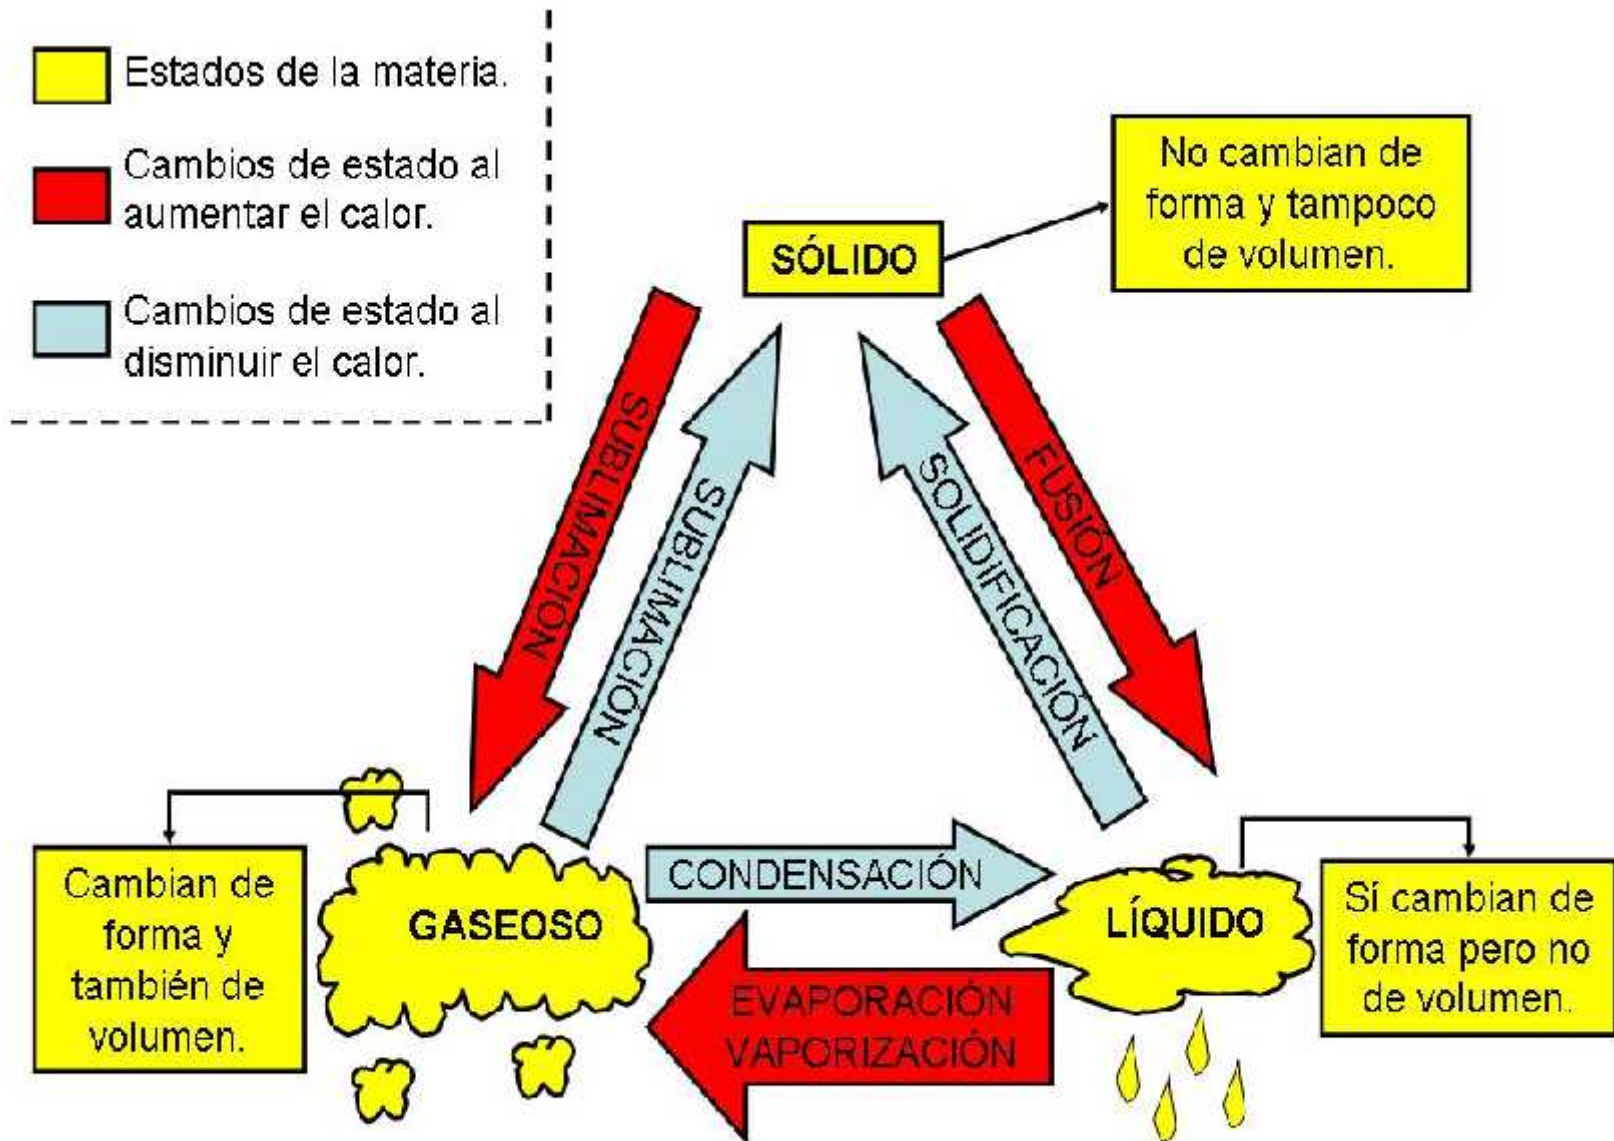 Estados de la materia.
Cambios de estado al
aumentar el calor.
Cambios de estado al
disminuir el calor.
No cambian de
forma y tampoco
de volumen.
SÓLIDO
SUBLIMACIÓN
SUBLIMACIÓN
SOLIDIFICACIÓN
FUSIÓN
Cambian de
forma y
también de
volumen.
GASEOSO
CONDENSACIÓN
EVAPORACIÓN
VAPORIZACIÓN
LÍQUIDO
Sí cambian de
forma pero no
de volumen.